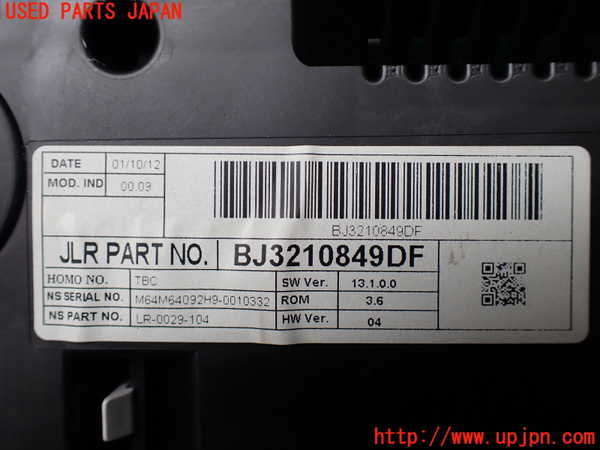 USED PARTS JAPAN
DATE 01/10/12
MOD. IND 00.09
BJ3210849DF
JLR PART NO. BJ3210849DF
HOMO NO. TBC SW Ver. 13.1.0.0
NS SERIAL NO. M64M64092H9-0010332 ROM 3.6
NS PART NO. LR-0029-104 HW Ver. 04
http://www.upjpn.com/